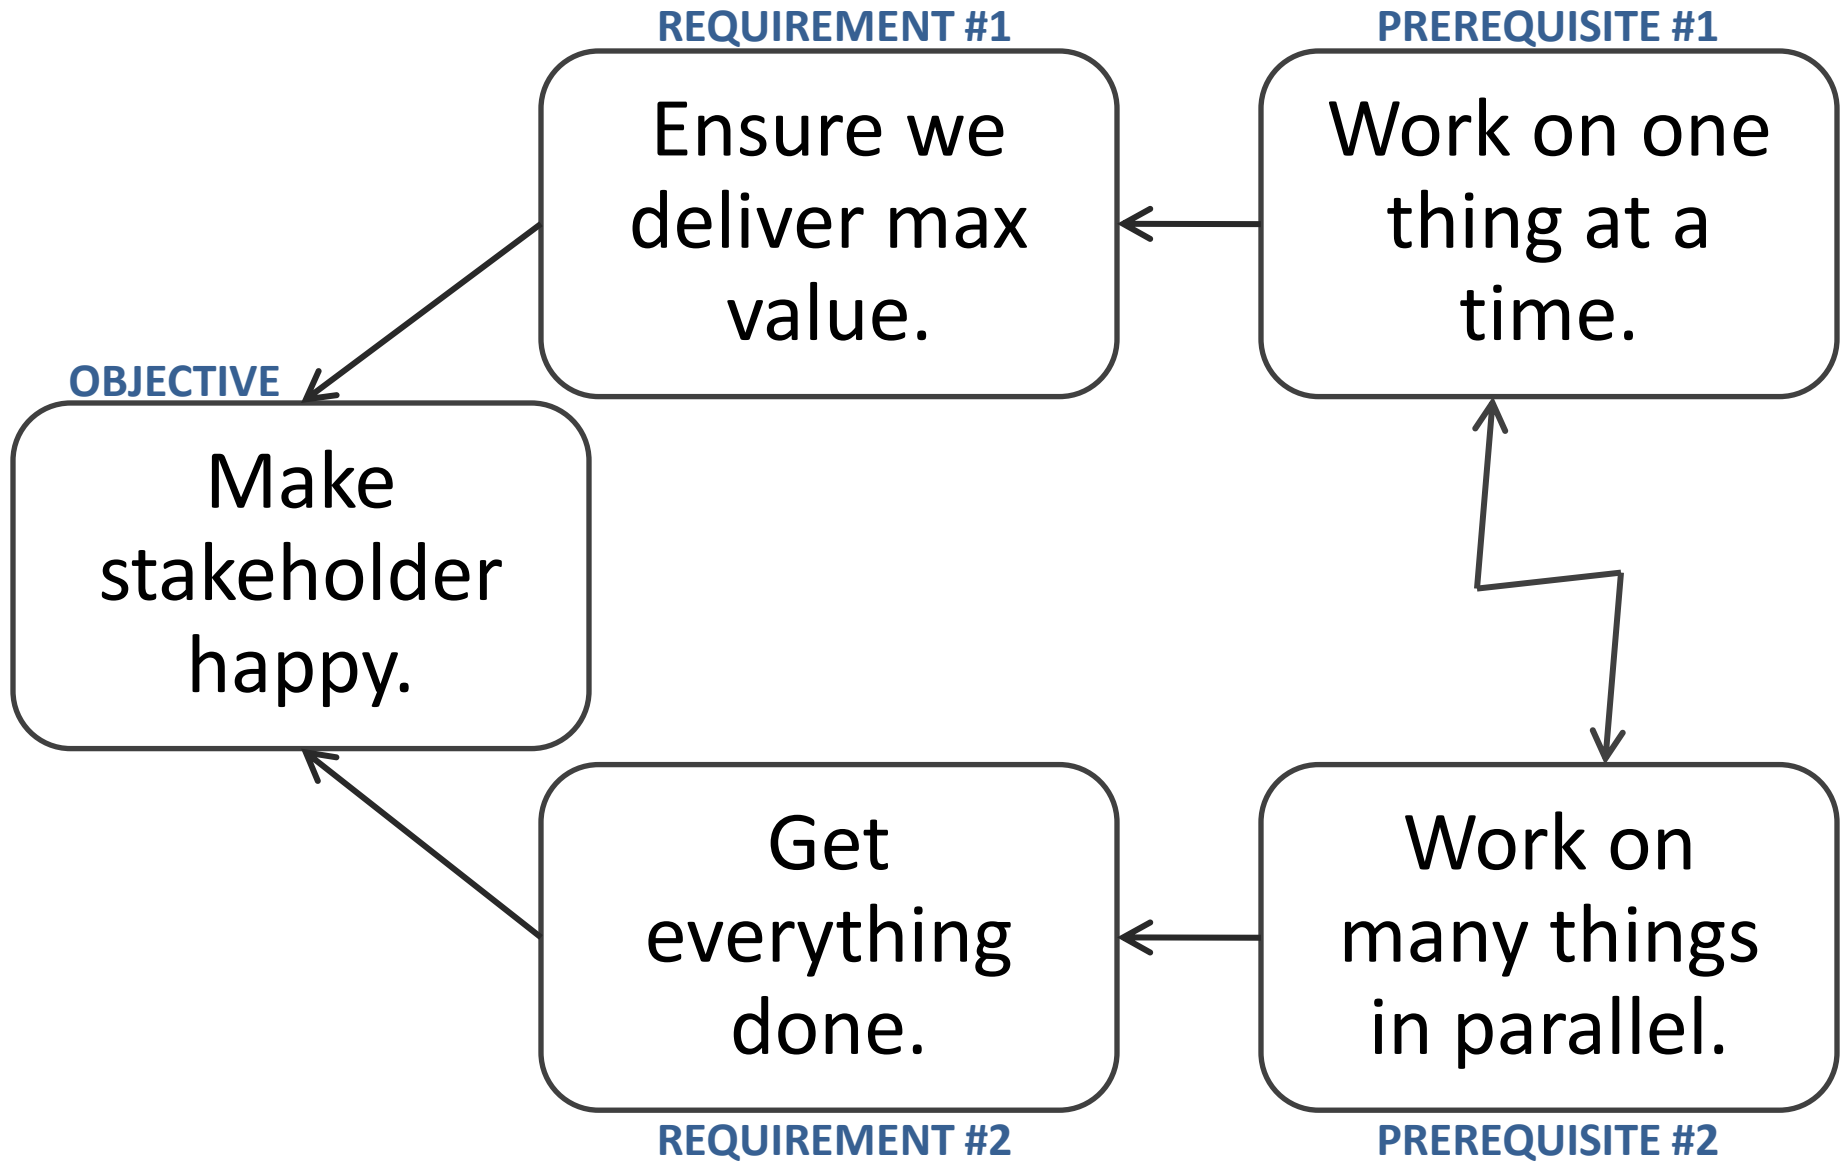 REQUIREMENT #1
Ensure we
deliver max
value.
PREREQUISITE #1
Work on one
thing at a
time.
OBJECTIVE
Make
stakeholder
happy.
Get
everything
done.
REQUIREMENT #2
Work on
many things
in parallel.
PREREQUISITE #2